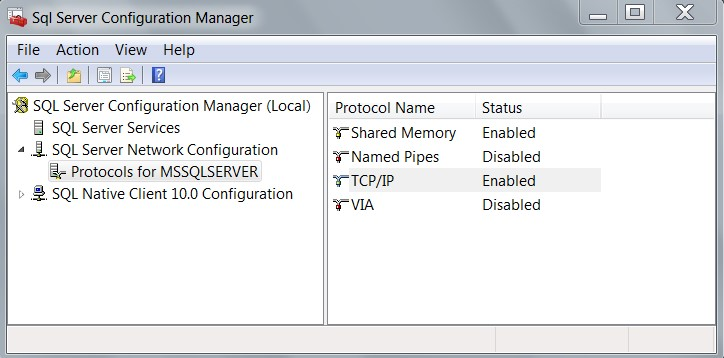 Sql Server Configuration Manager
File Action View Help
SQL Server Configuration Manager (Local)
SQL Server Services
SQL Server Network Configuration
Protocols for MSSQLSERVER
SQL Native Client 10.0 Configuration
Protocol Name Status
Shared Memory Enabled
Named Pipes Disabled
TCP/IP Enabled
VIA Disabled